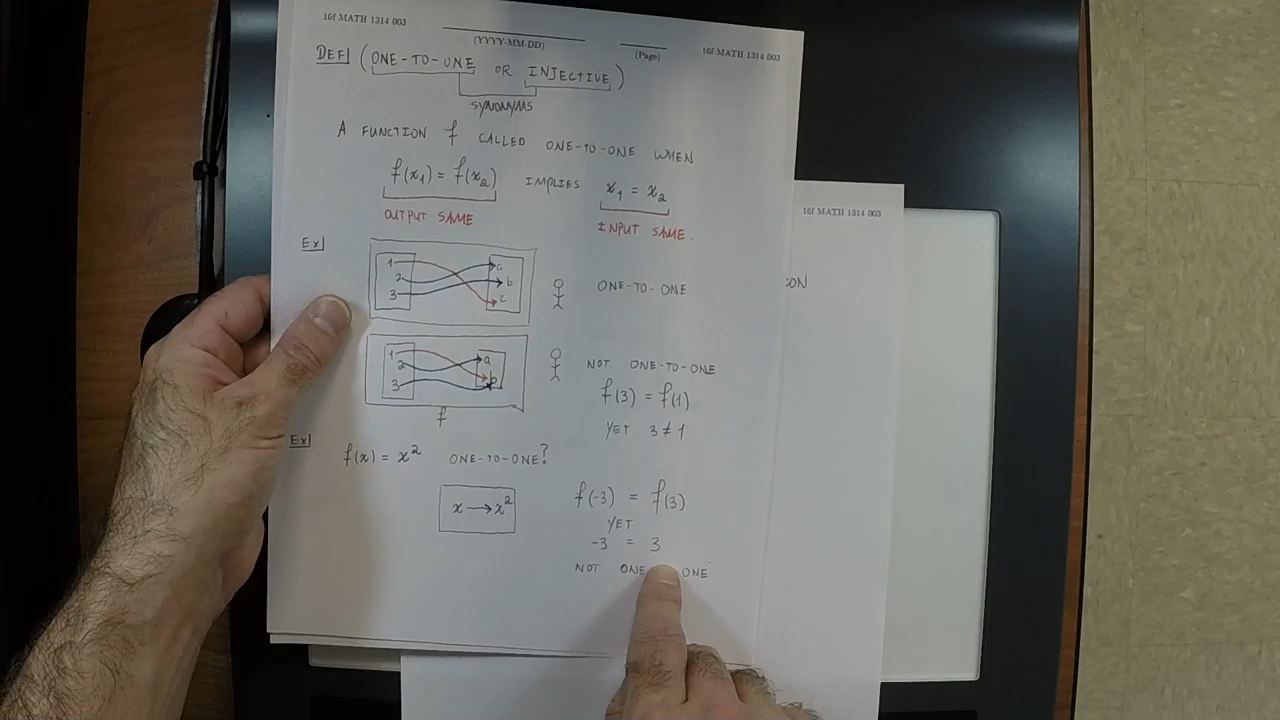 16f MATH 1314 003
(YYYY-MM-DD)
(Page)
16f MATH 1314 003
DEF (ONE-TO-ONE OR INJECTIVE)
SYNONYMS
A FUNCTION f CALLED ONE-TO-ONE WHEN
f(x₁) = f(x₂) IMPLIES x₁ = x₂
OUTPUT SAME INPUT SAME.
Ex
1 a
2 b
3 c
ONE-TO-ONE
1 a
2
3 b
f
NOT ONE-TO-ONE
f(3) = f(1)
YET 3 ≠ 1
Ex
f(x) = x² ONE-TO-ONE?
x → x²
f(-3) = f(3)
YET
-3 = 3
NOT ONE ONE
16f MATH 1314 003
ON